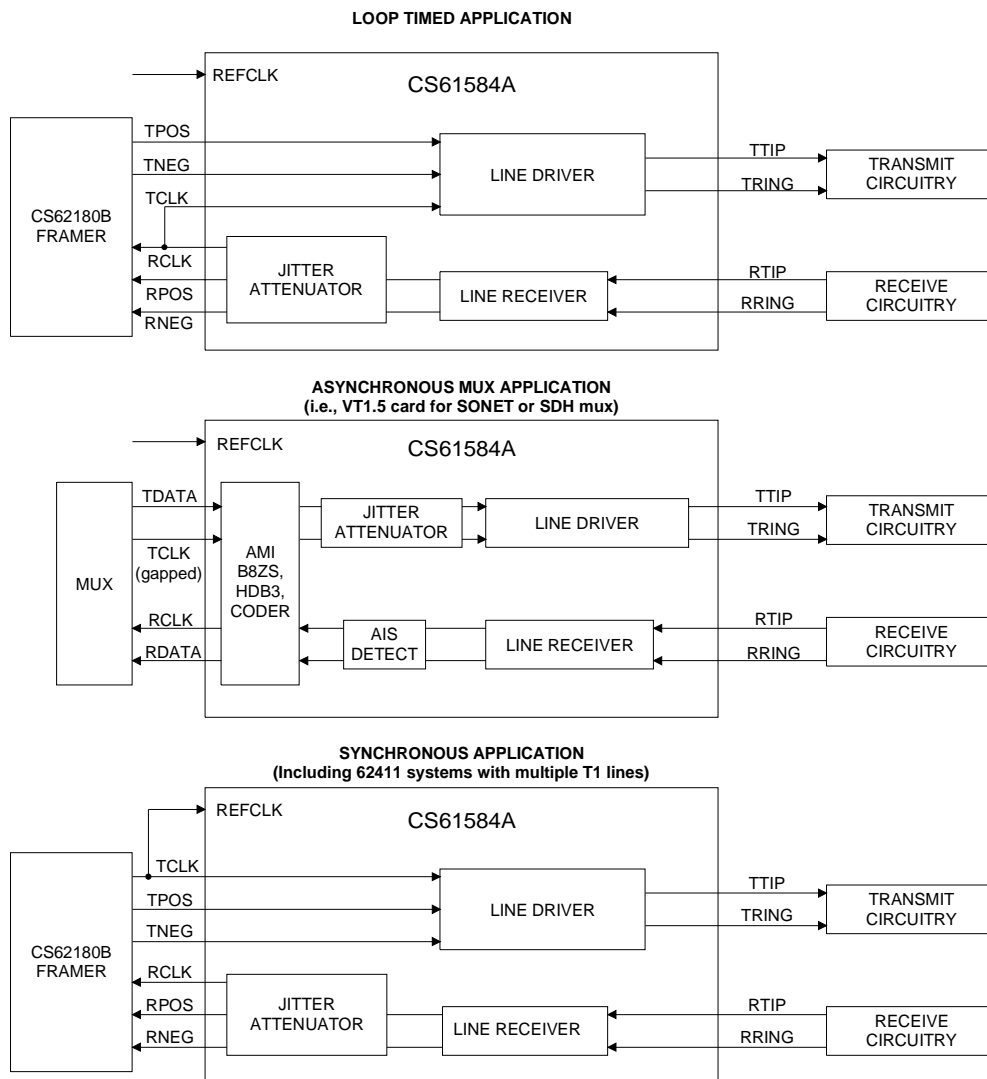 LOOP TIMED APPLICATION
REFCLK
CS61584A
TPOS
TNEG
TCLK
CS62180B
FRAMER
LINE DRIVER
TTIP
TRING
TRANSMIT
CIRCUITRY
RCLK
RPOS
RNEG
JITTER
ATTENUATOR
LINE RECEIVER
RTIP
RRING
RECEIVE
CIRCUITRY
ASYNCHRONOUS MUX APPLICATION
(i.e., VT1.5 card for SONET or SDH mux)
REFCLK
CS61584A
MUX
TDATA
TCLK
(gapped)
RCLK
RDATA
AMI
B8ZS,
HDB3,
CODER
JITTER
ATTENUATOR
LINE DRIVER
TTIP
TRING
TRANSMIT
CIRCUITRY
AIS
DETECT
LINE RECEIVER
RTIP
RRING
RECEIVE
CIRCUITRY
SYNCHRONOUS APPLICATION
(Including 62411 systems with multiple T1 lines)
REFCLK
CS61584A
TCLK
TPOS
TNEG
CS62180B
FRAMER
LINE DRIVER
TTIP
TRING
TRANSMIT
CIRCUITRY
RCLK
RPOS
RNEG
JITTER
ATTENUATOR
LINE RECEIVER
RTIP
RRING
RECEIVE
CIRCUITRY